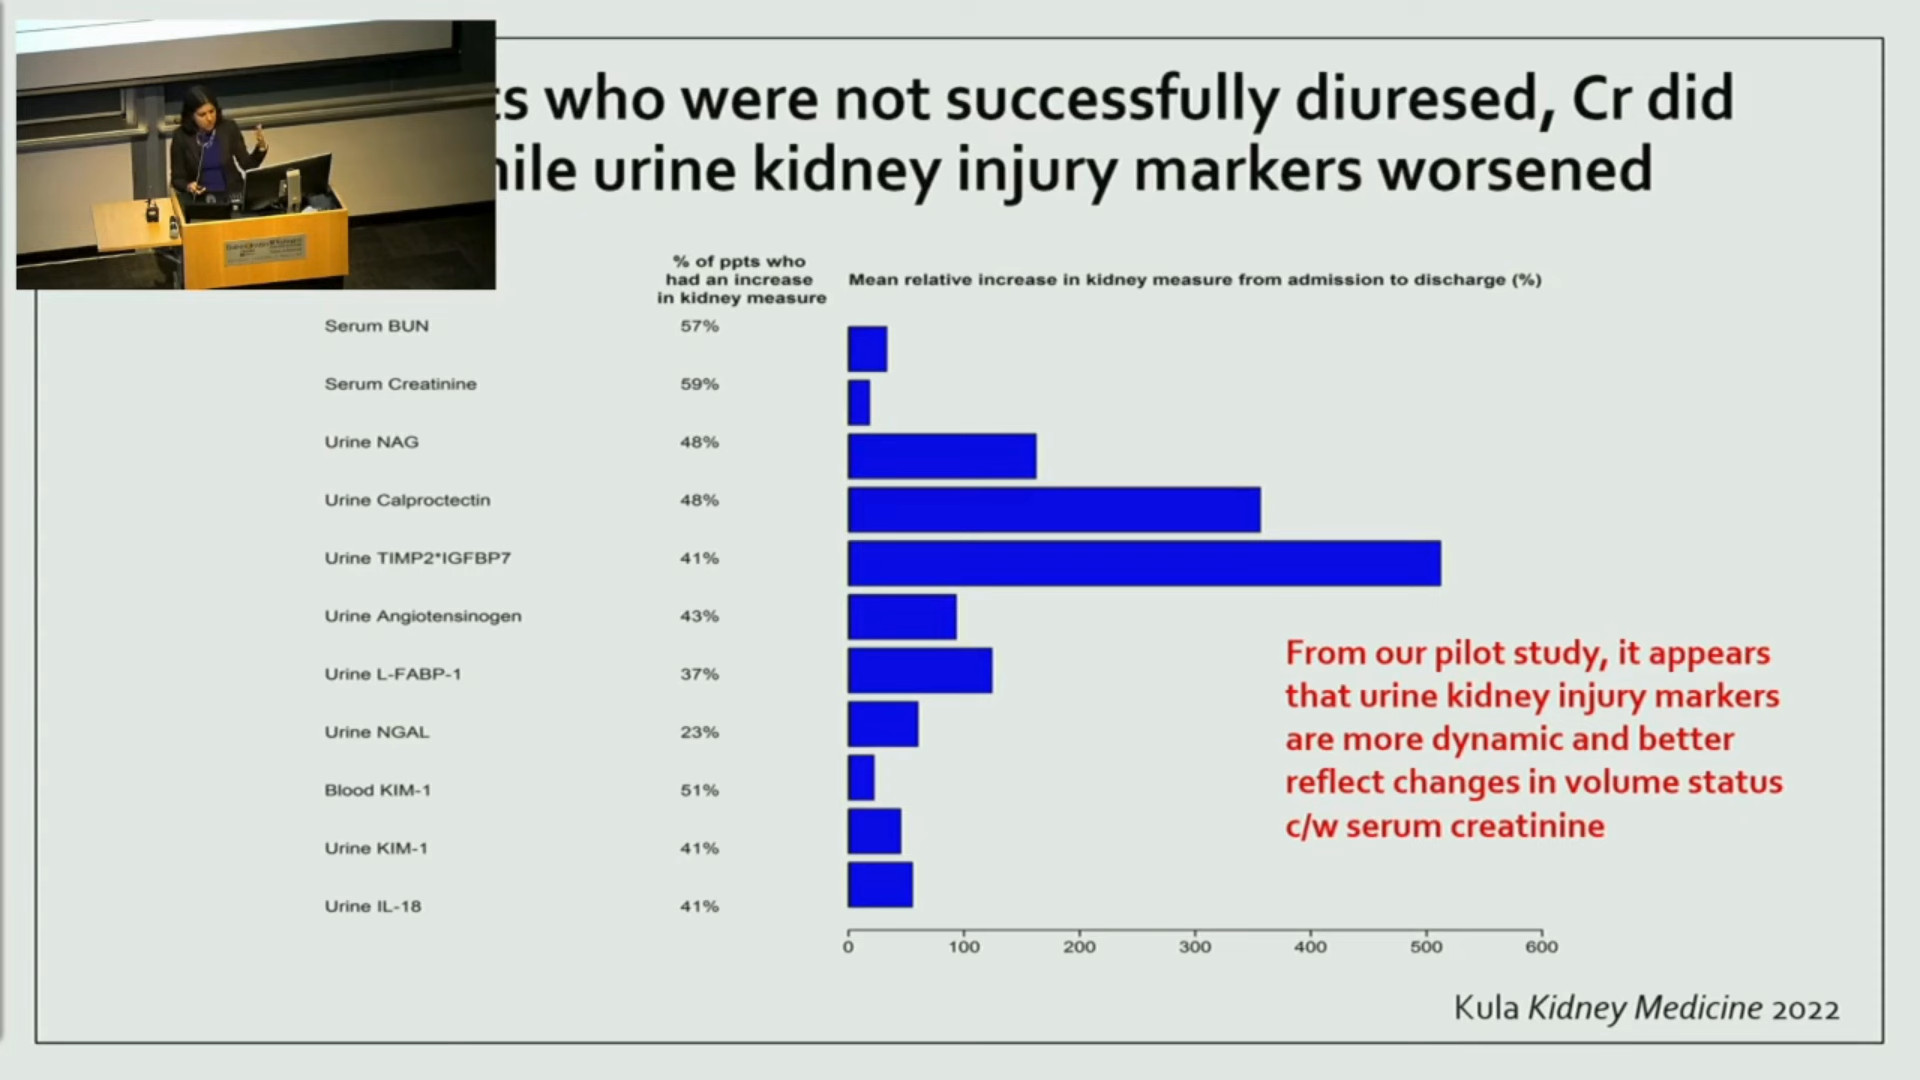 s who were not successfully diuresed, Cr did
ile urine kidney injury markers worsened
% of ppts who
had an increase
in kidney measure
Mean relative increase in kidney measure from admission to discharge (%)
Serum BUN 57%
Serum Creatinine 59%
Urine NAG 48%
Urine Calproctectin 48%
Urine TIMP2*IGFBP7 41%
Urine Angiotensinogen 43%
Urine L-FABP-1 37%
Urine NGAL 23%
Blood KIM-1 51%
Urine KIM-1 41%
Urine IL-18 41%
0 100 200 300 400 500 600
From our pilot study, it appears
that urine kidney injury markers
are more dynamic and better
reflect changes in volume status
c/w serum creatinine
Kula Kidney Medicine 2022